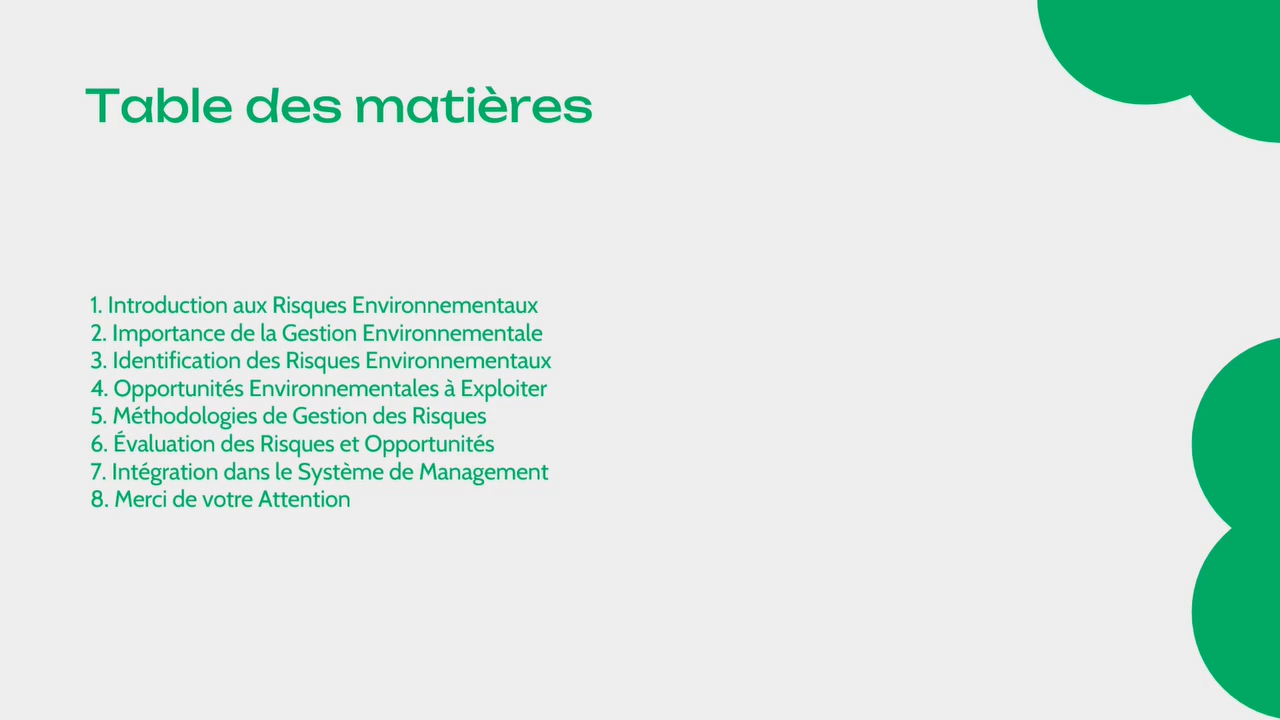 Table des matières
1. Introduction aux Risques Environnementaux
2. Importance de la Gestion Environnementale
3. Identification des Risques Environnementaux
4. Opportunités Environnementales à Exploiter
5. Méthodologies de Gestion des Risques
6. Évaluation des Risques et Opportunités
7. Intégration dans le Système de Management
8. Merci de votre Attention